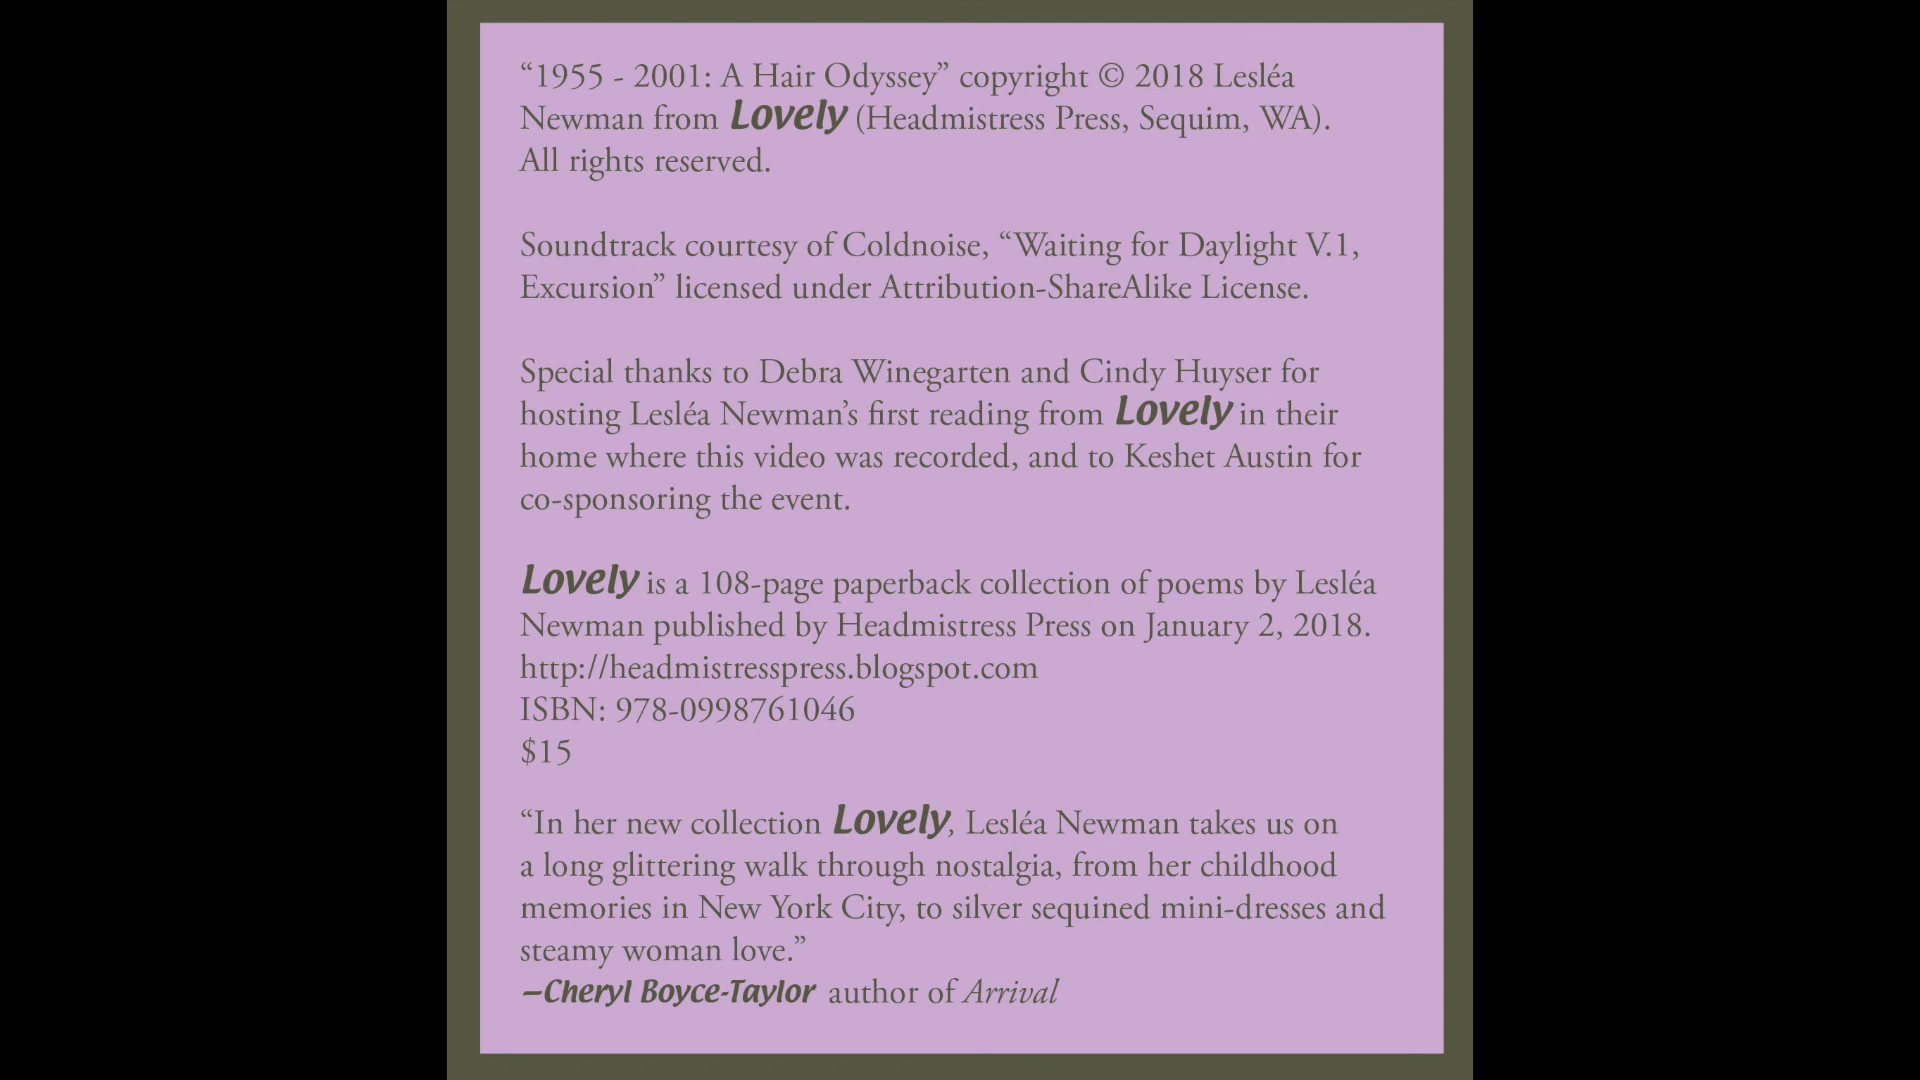 “1955 - 2001: A Hair Odyssey” copyright © 2018 Lesléa
Newman from Lovely (Headmistress Press, Sequim, WA).
All rights reserved.
Soundtrack courtesy of Coldnoise, “Waiting for Daylight V.1,
Excursion” licensed under Attribution-ShareAlike License.
Special thanks to Debra Winegarten and Cindy Huyser for
hosting Lesléa Newman’s first reading from Lovely in their
home where this video was recorded, and to Keshet Austin for
co-sponsoring the event.
Lovely is a 108-page paperback collection of poems by Lesléa
Newman published by Headmistress Press on January 2, 2018.
http://headmistresspress.blogspot.com
ISBN: 978-0998761046
$15
“In her new collection Lovely, Lesléa Newman takes us on
a long glittering walk through nostalgia, from her childhood
memories in New York City, to silver sequined mini-dresses and
steamy woman love.”
—Cheryl Boyce-Taylor author of Arrival